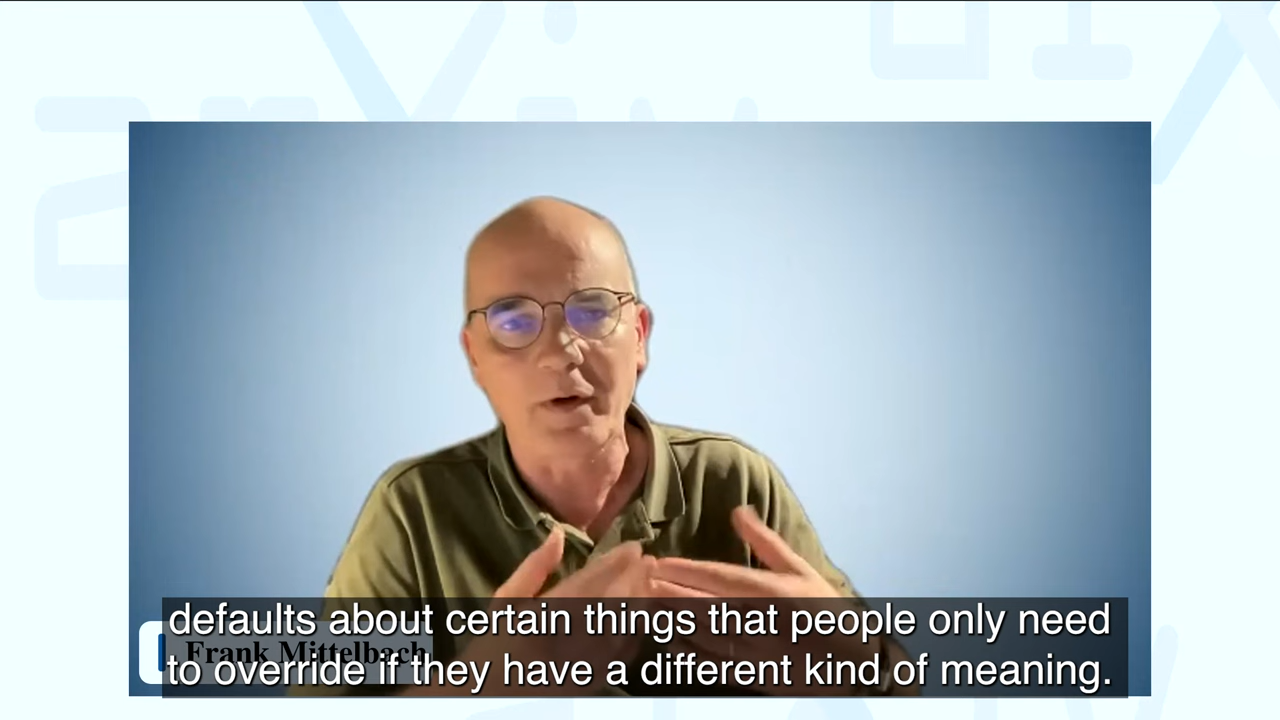 defaults about certain things that people only need
Frank Mittelbach
to override if they have a different kind of meaning.